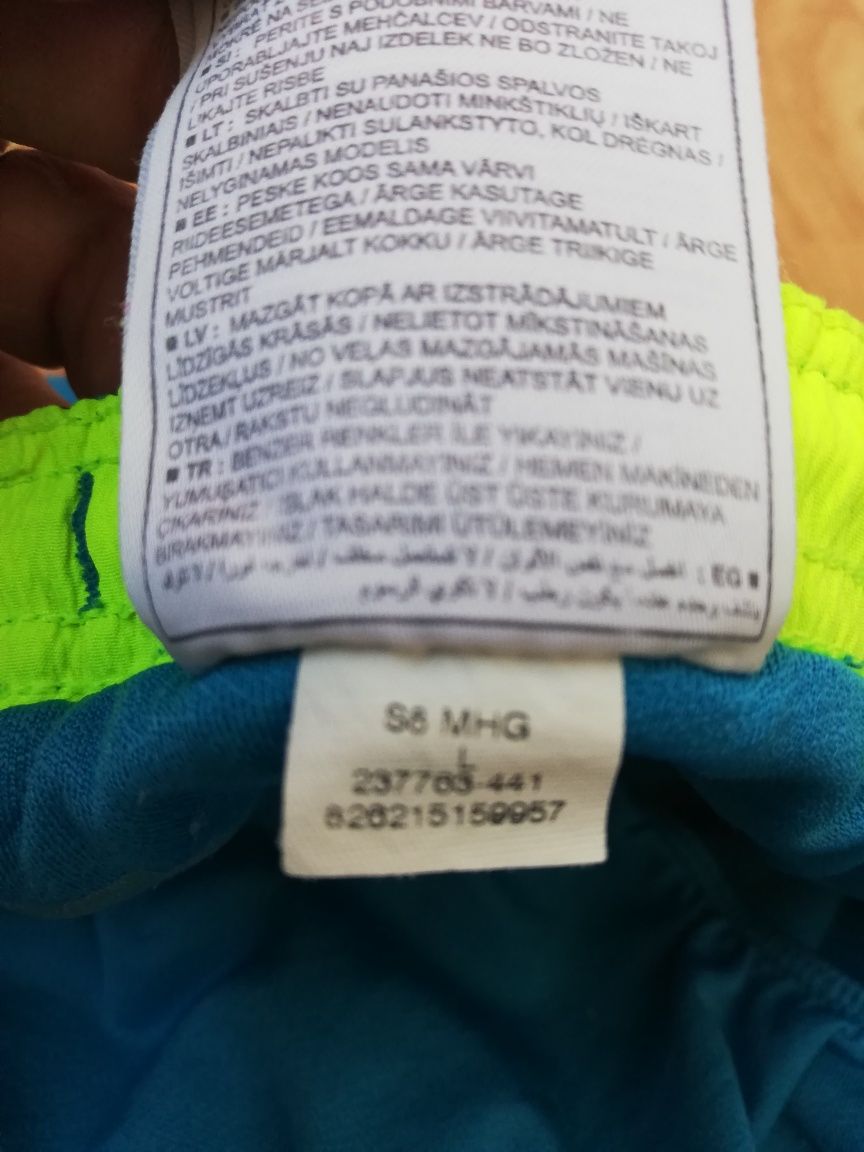 PERITE S PODOBNIMI BARVAMI / NE
■ SI : UPORABLJAJTE MEHČALCEV / ODSTRANITE TAKOJ
/ PRI SUŠENJU NAJ IZDELEK NE BO ZLOŽEN / NE
LIKAJTE RISBE
■ LT : SKALBTI SU PANAŠIOS SPALVOS
SKALBINIAIS / NENAUDOTI MINKŠTIKLIŲ / IŠKART
IŠIMTI / NEPALIKTI SULANKSTYTO, KOL DRĖGNAS /
NELYGINAMAS MODELIS
■ EE : PESKE KOOS SAMA VÄRVI
RIIDEESEMETEGA / ÄRGE KASUTAGE
PEHMENDEID / EEMALDAGE VIIVITAMATULT / ÄRGE
VOLTIGE MÄRJALT KOKKU / ÄRGE TRIIKIGE
MUSTRIT
■ LV : MAZGĀT KOPĀ AR IZSTRĀDĀJUMIEM
LĪDZĪGĀS KRĀSĀS / NELIETOT MĪKSTINĀŠANAS
LĪDZEKĻUS / NO VEĻAS MAZGĀJAMĀS MAŠĪNAS
IZŅEMT UZREIZ / SLAPJUS NEATSTĀT VIENU UZ
OTRA / RAKSTU NEGLUDINĀT
■ TR : BENZER RENKLER İLE YIKAYINIZ /
YUMUŞATICI KULLANMAYINIZ / HEMEN MAKİNEDEN
ÇIKARINIZ / ISLAK HALDE ÜST ÜSTE KURUMAYA
BIRAKMAYINIZ / TASARIMI ÜTÜLEMEYİNİZ
■ EG :
S6 MHG
L
237763-441
826215159957